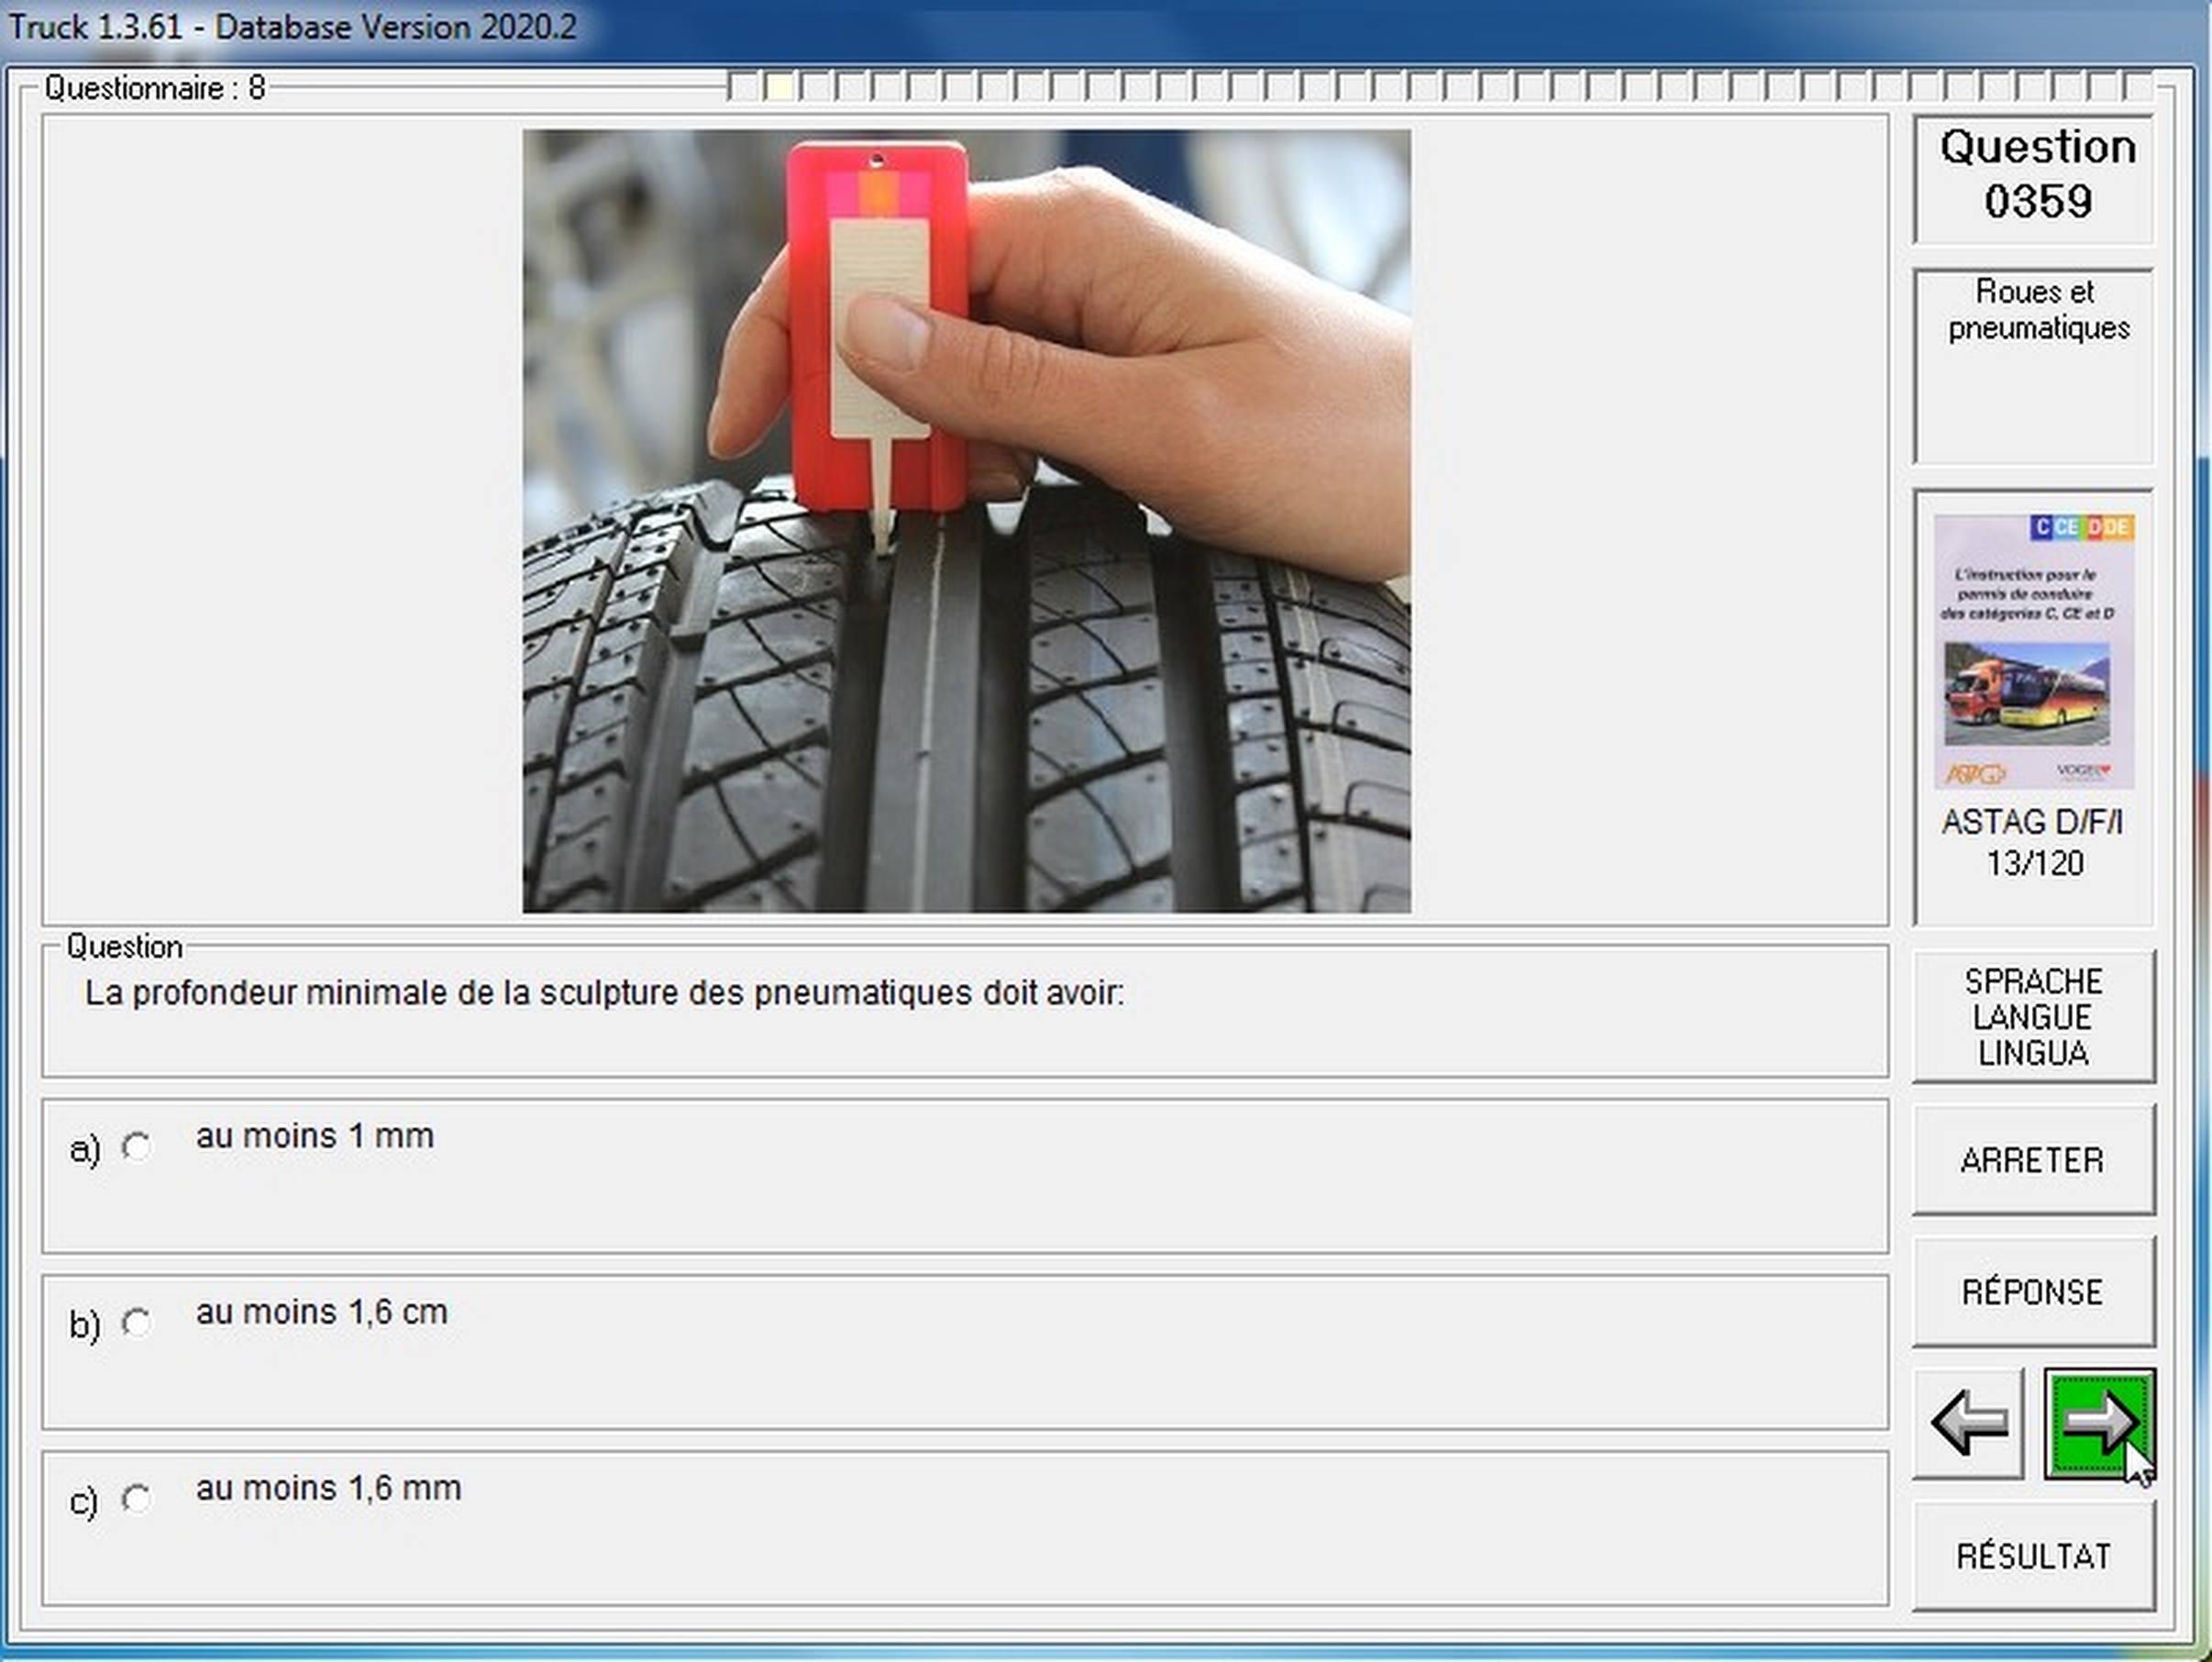 Truck 1.3.61 - Database Version 2020.2
Questionnaire : 8
Question
0359
Roues et
pneumatiques
C CE D DE
L'instruction pour le
permis de conduire
des catégories C, CE et D
ASTAG
VOGEL
ASTAG D/F/I
13/120
Question
La profondeur minimale de la sculpture des pneumatiques doit avoir:
a) au moins 1 mm
b) au moins 1,6 cm
c) au moins 1,6 mm
SPRACHE
LANGUE
LINGUA
ARRETER
RÉPONSE
RÉSULTAT